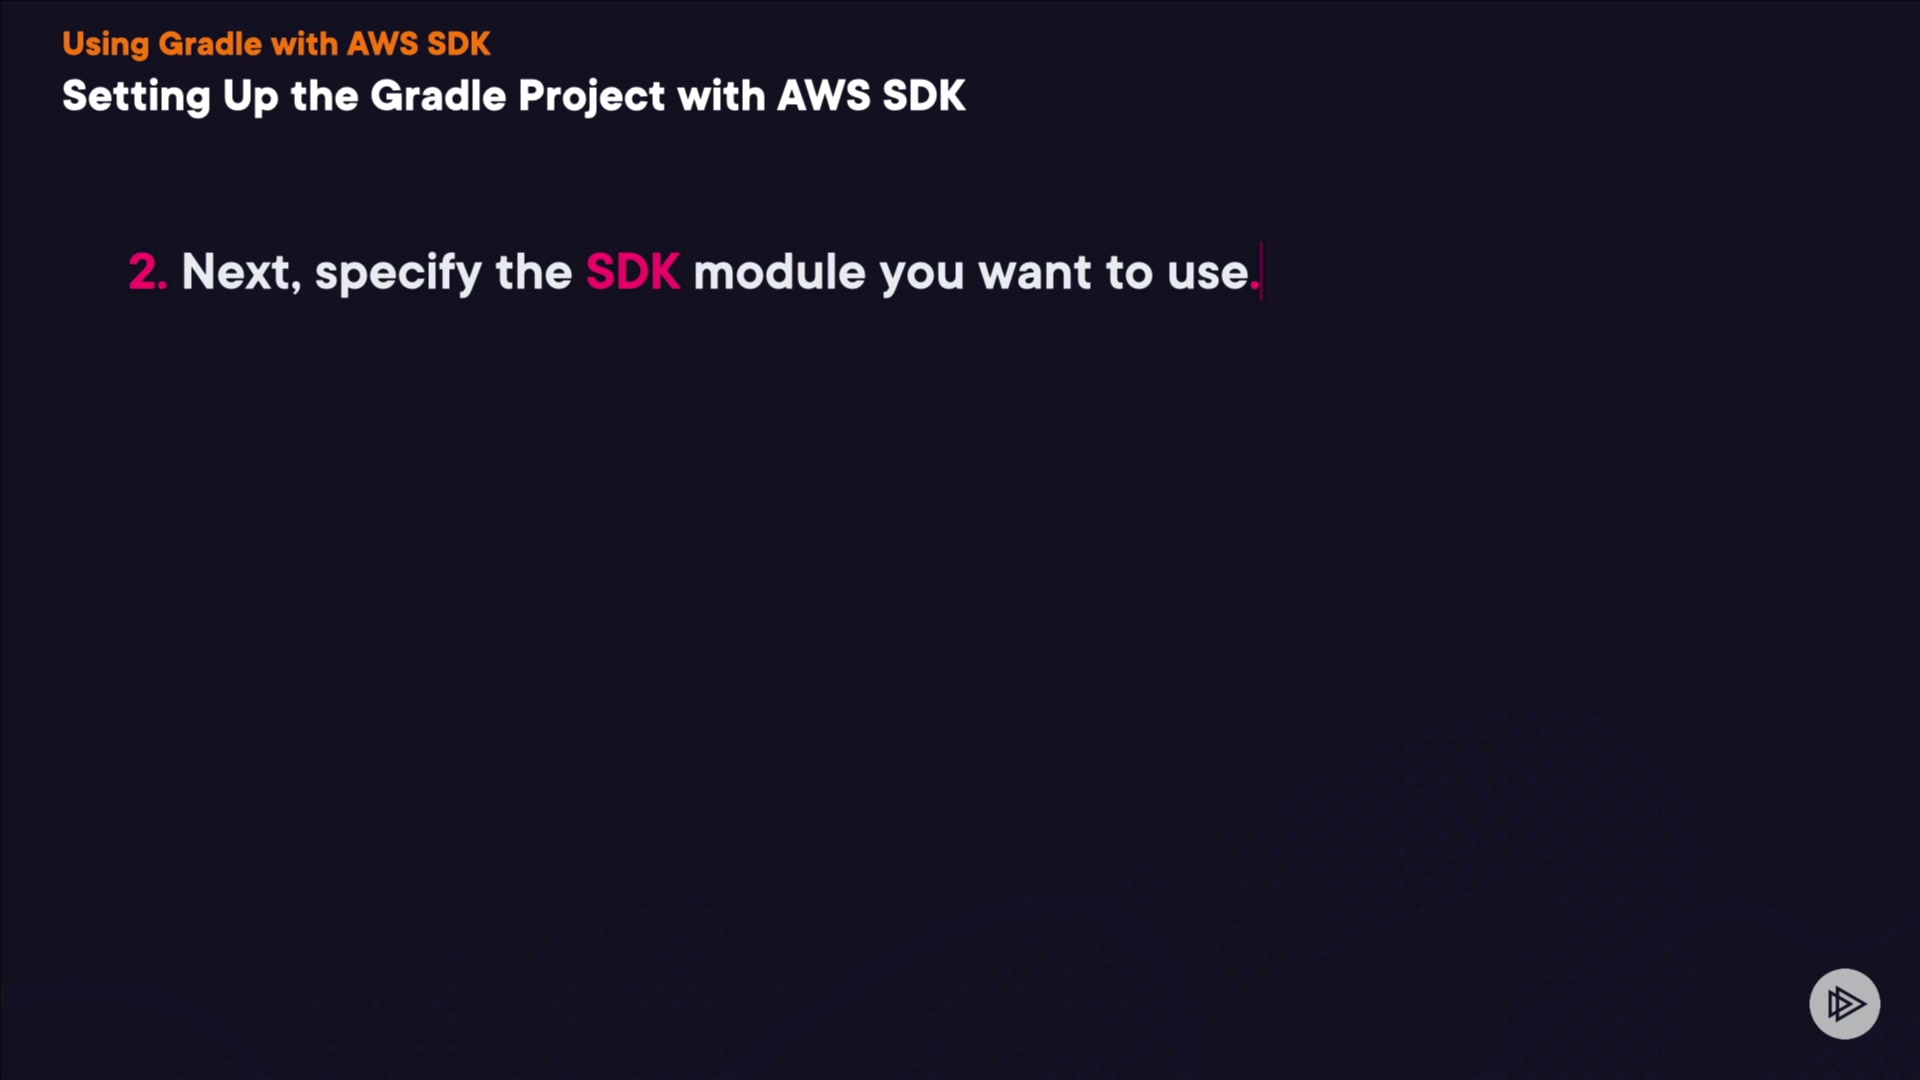 Using Gradle with AWS SDK
Setting Up the Gradle Project with AWS SDK
2. Next, specify the SDK module you want to use.